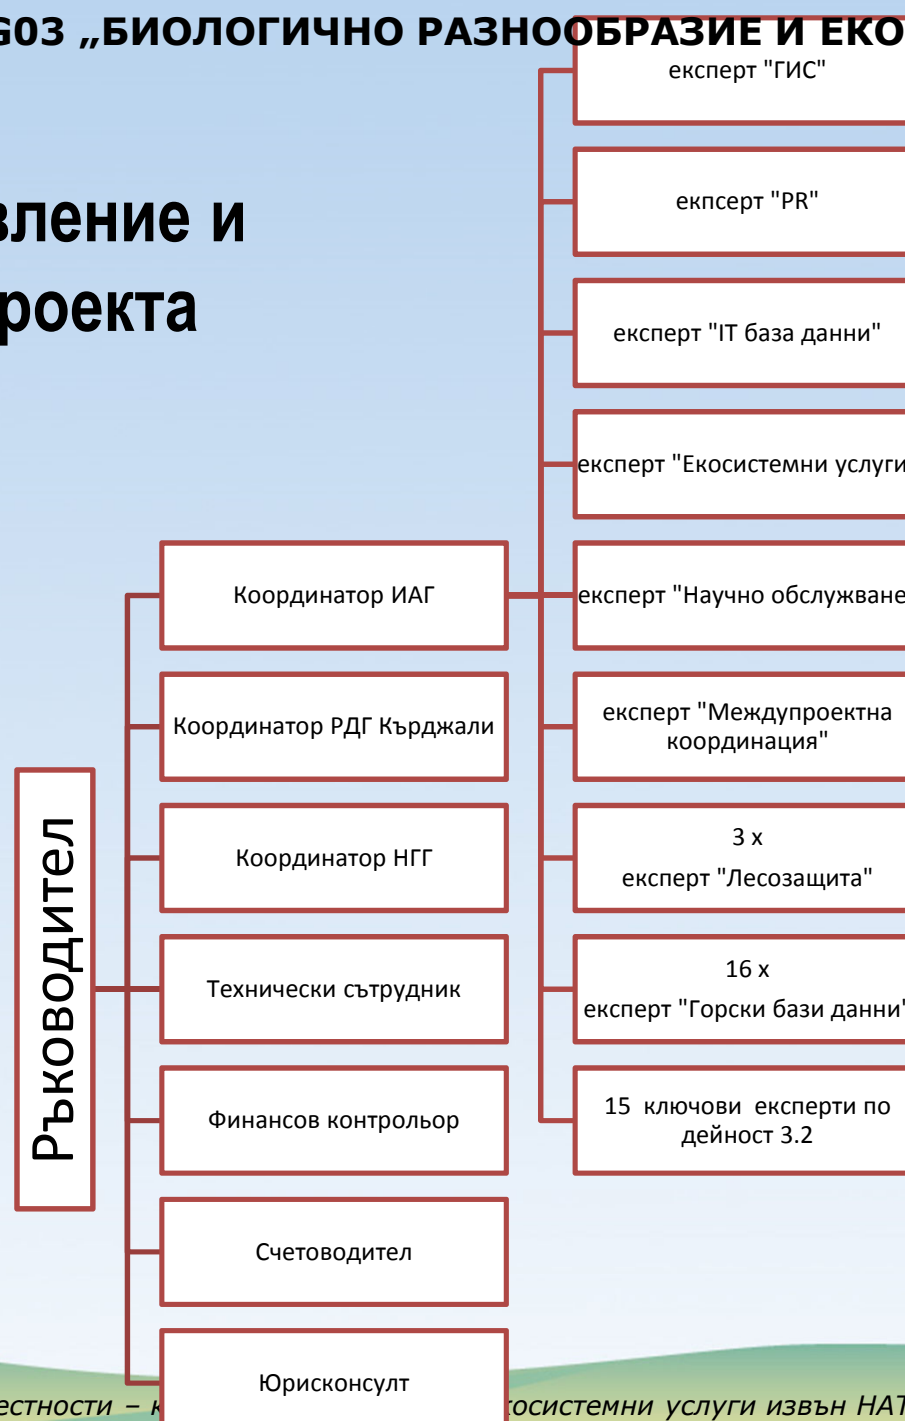 G03 „БИОЛОГИЧНО РАЗНООБРАЗИЕ И ЕКО
вление и
роекта
експерт "ГИС"
екпсерт "PR"
експерт "IT база данни"
експерт "Екосистемни услуги
експерт "Научно обслужване
експерт "Междупроектна
координация"
3 х
експерт "Лесозащита"
16 х
експерт "Горски бази данни"
15 ключови експерти по
дейност 3.2
Координатор ИАГ
Координатор РДГ Кърджали
Координатор НГГ
Технически сътрудник
Финансов контрольор
Счетоводител
Юрисконсулт
Ръководител
естности – к осистемни услуги извън НАТ